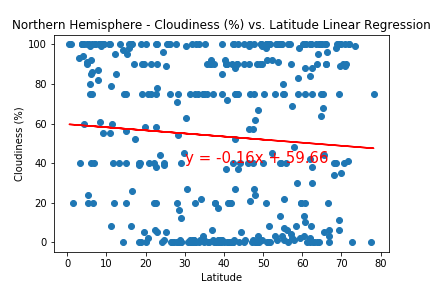 Northern Hemisphere - Cloudiness (%) vs. Latitude Linear Regression
100
80
60
40
20
0
Cloudiness (%)
y = -0.16x + 59.66
0 10 20 30 40 50 60 70 80
Latitude